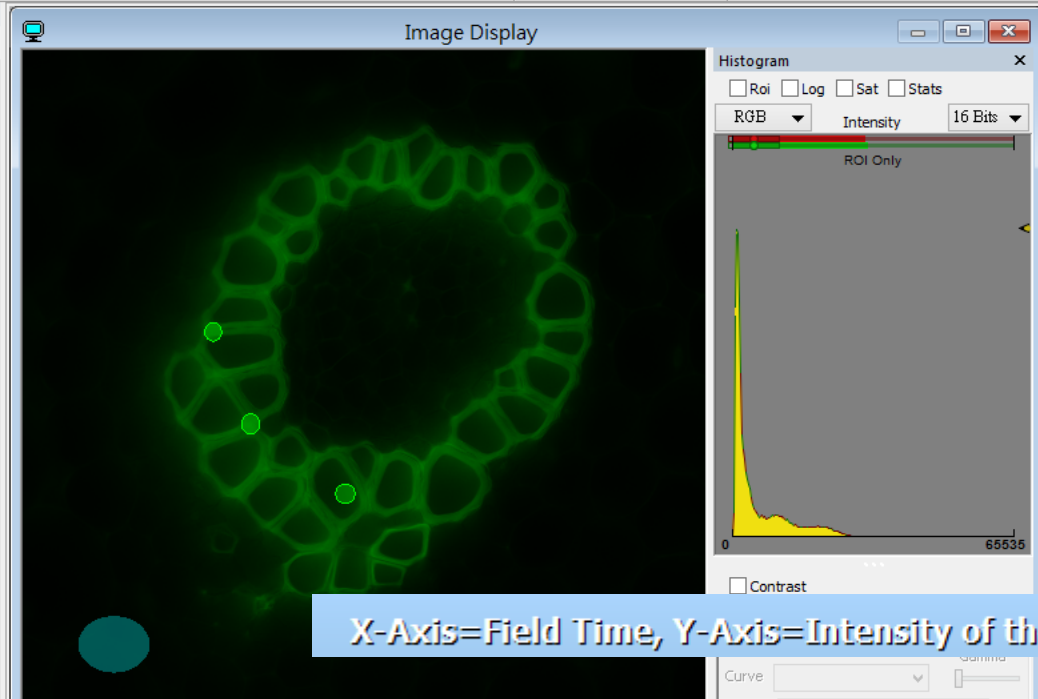 Image Display
Histogram
Roi Log Sat Stats
RGB Intensity 16 Bits
ROI Only
0 65535
Contrast
X-Axis=Field Time, Y-Axis=Intensity of th
Gamma
Curve